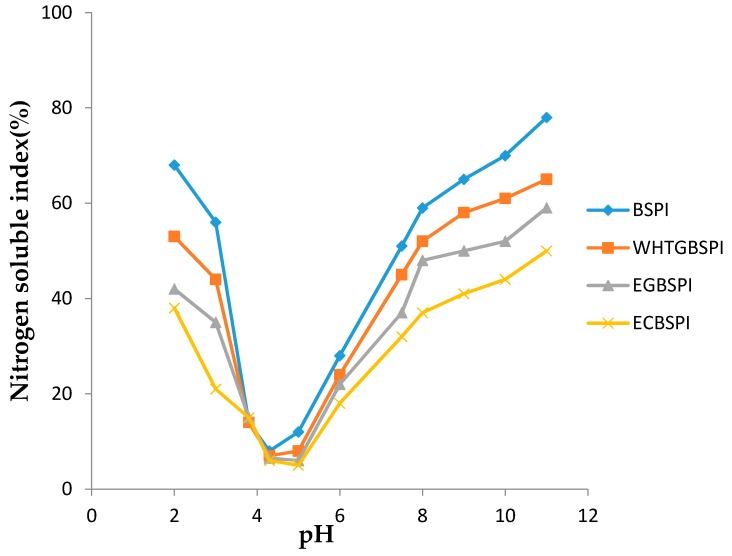 Nitrogen soluble index(%)
100
80
60
40
20
0
0 2 4 6 8 10 12
pH
BSPI
WHTGBSPI
EGBSPI
ECBSPI